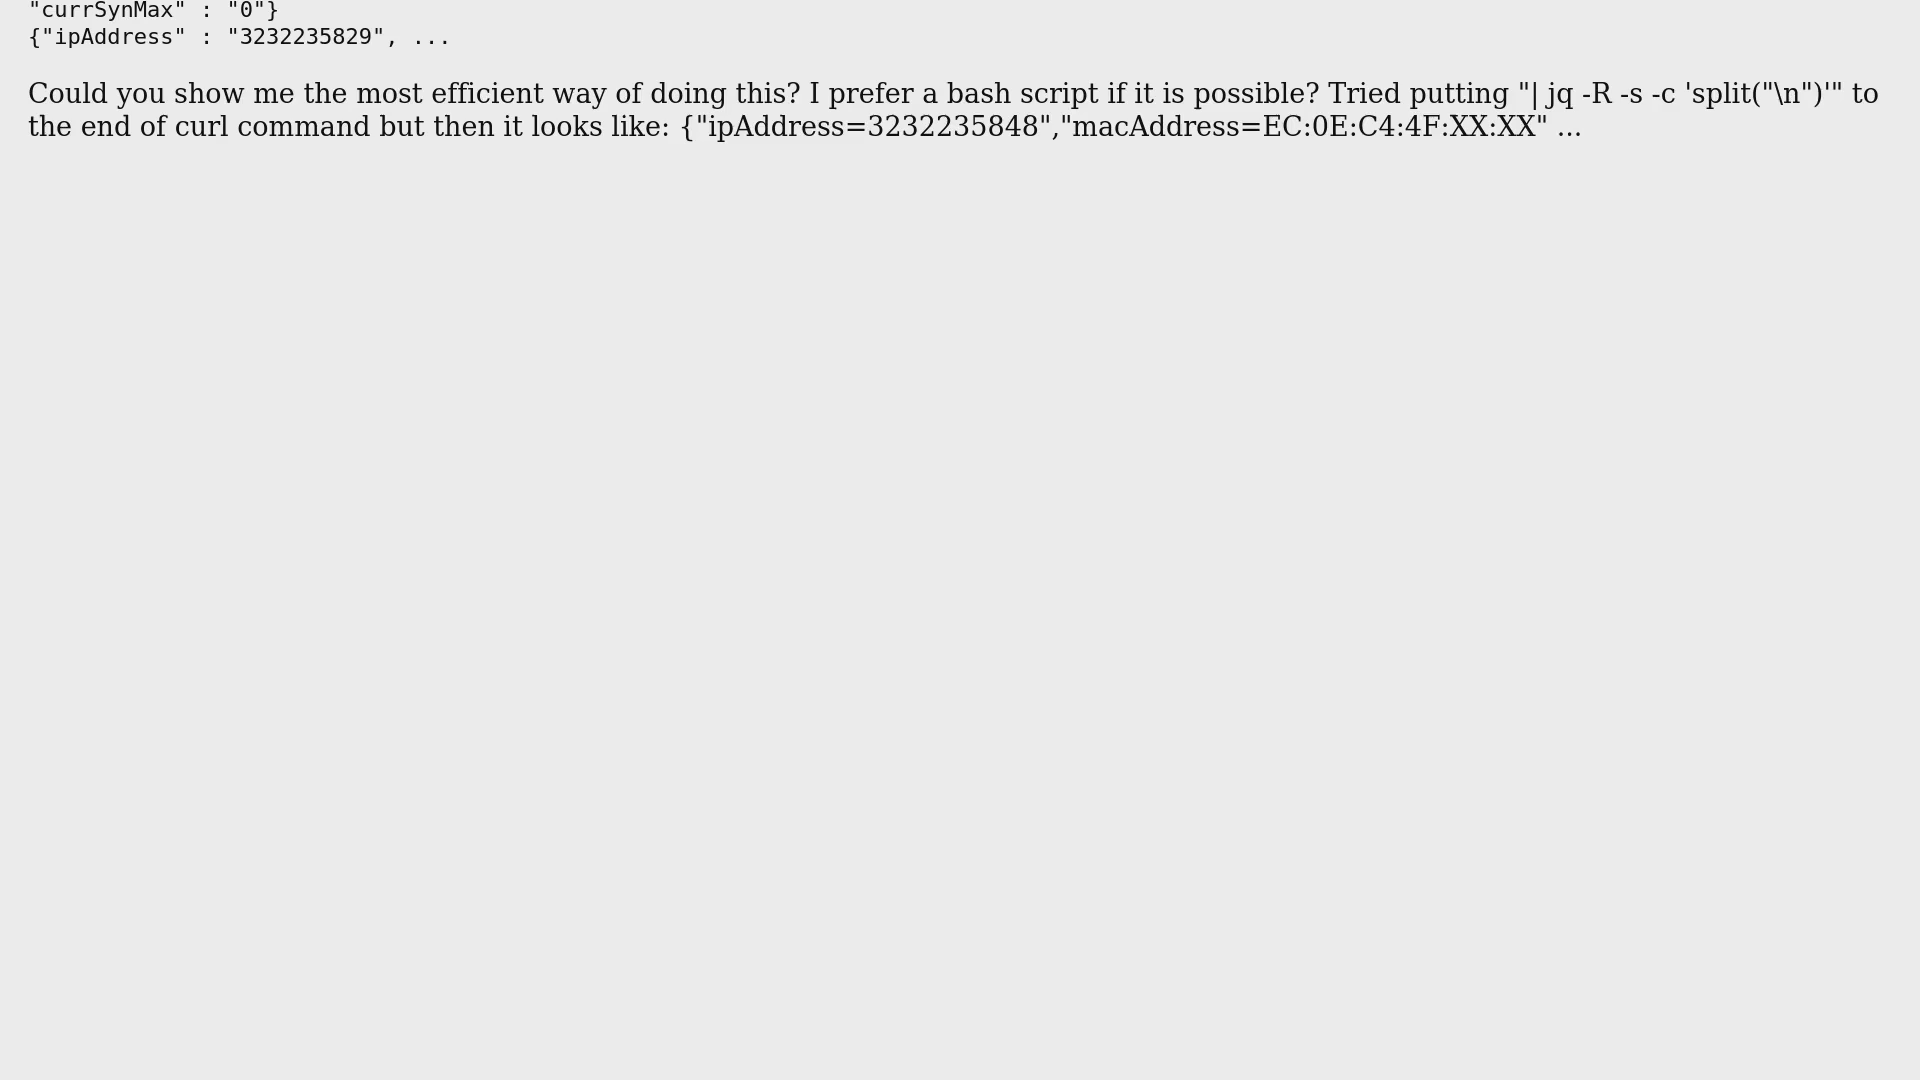 "currSynMax" : "0"}
{"ipAddress" : "3232235829", ...
Could you show me the most efficient way of doing this? I prefer a bash script if it is possible? Tried putting "| jq -R -s -c 'split("\n")'" to
the end of curl command but then it looks like: {"ipAddress=3232235848","macAddress=EC:0E:C4:4F:XX:XX" ...